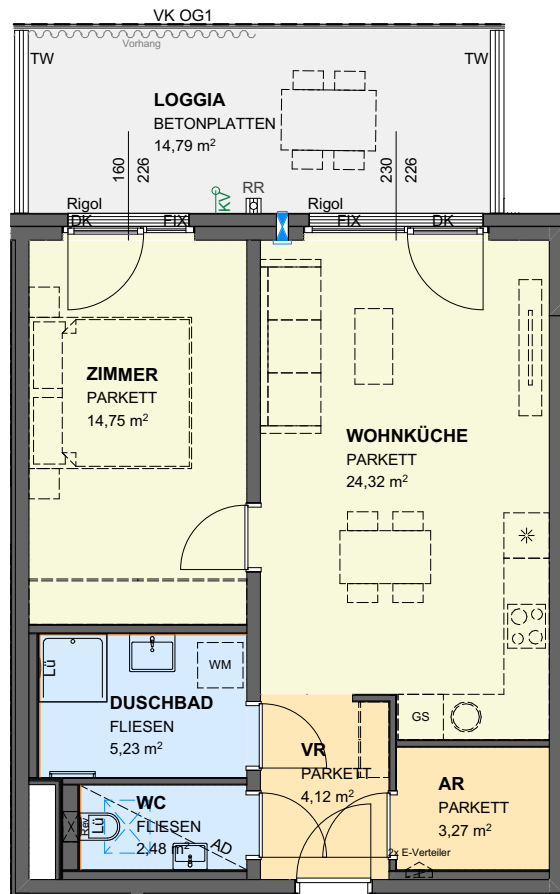 VK OG1
Vorhang
TW
TW
LOGGIA
BETONPLATTEN
14,79 m²
160
226
230
226
KV
RR
Rigol
DK
FIX
Rigol
FIX
DK
ZIMMER
PARKETT
14,75 m²
WOHNKÜCHE
PARKETT
24,32 m²
Lü
WM
DUSCHBAD
FLIESEN
5,23 m²
GS
VR
PARKETT
4,12 m²
AR
PARKETT
3,27 m²
WC
FLIESEN
2,48 m²
Rev
Lü
AD
2x E-Verteiler